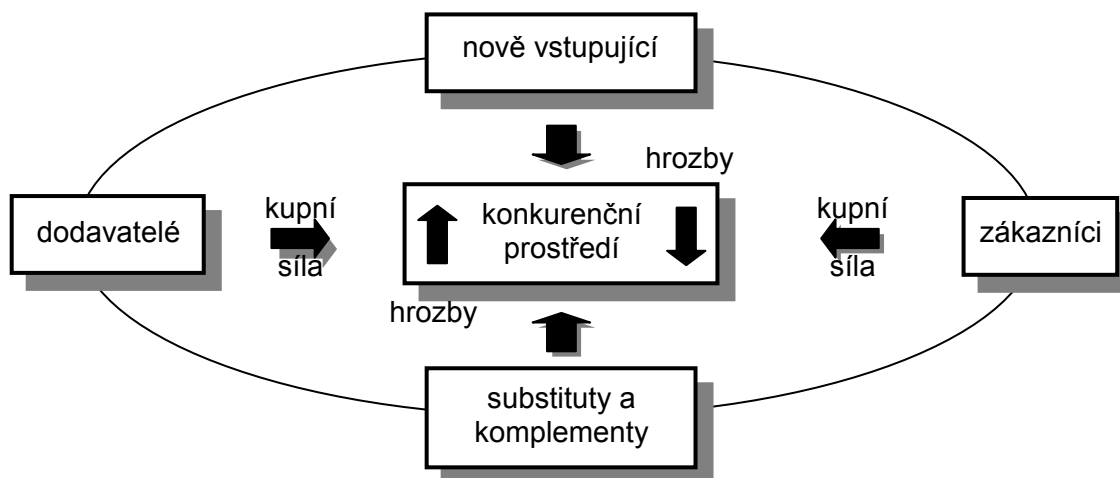 nově vstupující
hrozby
dodavatelé
kupní
síla
konkurenční
prostředí
kupní
síla
zákazníci
hrozby
substituty a
komplementy